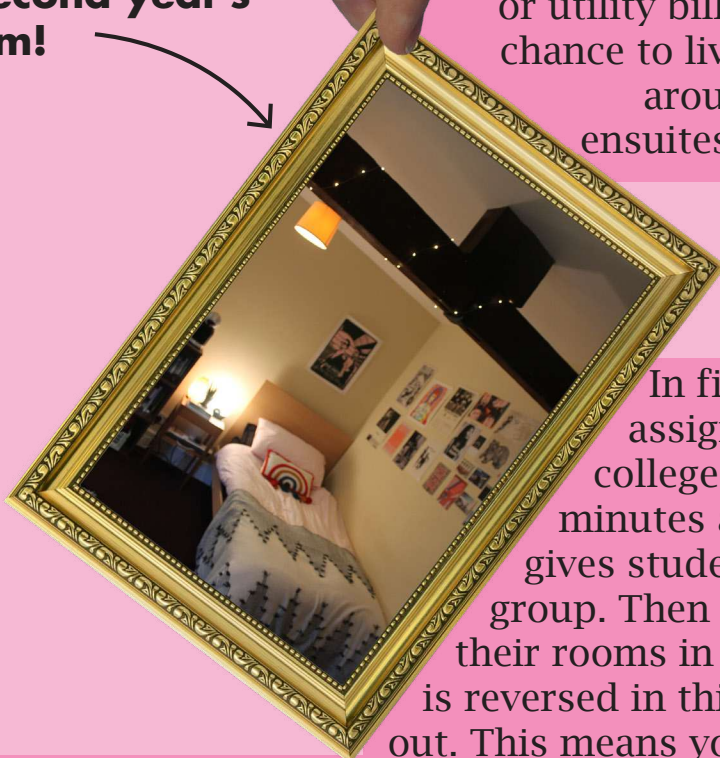 second year's
m!
or utility bill
chance to liv
arou
ensuites
In fi
assig
college
minutes a
gives stude
group. Then
their rooms in
is reversed in thi
out. This means yo